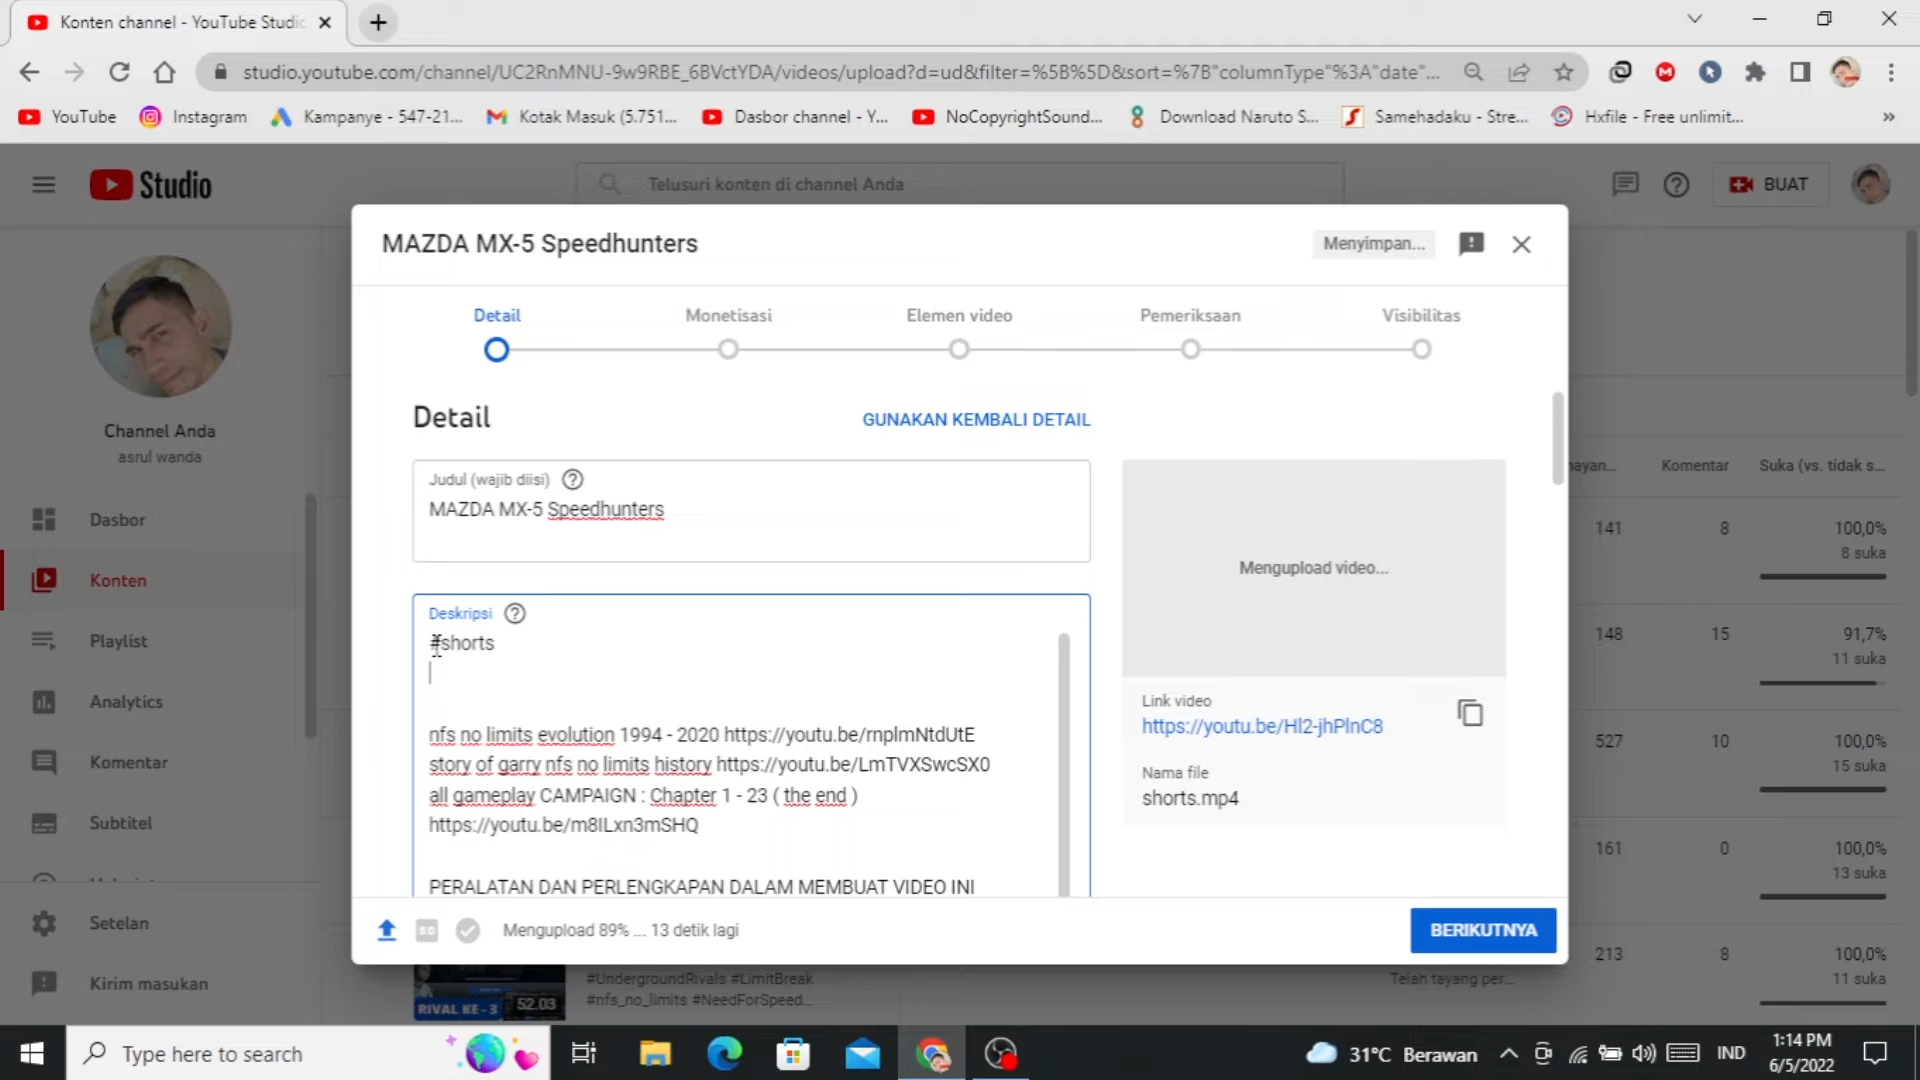 Konten channel - YouTube Studio
studio.youtube.com/channel/UC2RnMNU-9w9RBE_6BVctYDA/videos/upload?d=ud&filter=%5B%5D&sort=%7B"columnType"%3A"date"...
YouTube
Instagram
Kampanye - 547-21...
Kotak Masuk (5.751...
Dasbor channel - Y...
NoCopyrightSound...
Download Naruto S...
Samehadaku - Stre...
Hxfile - Free unlimit...
»
Studio
Telusuri konten di channel Anda
BUAT
MAZDA MX-5 Speedhunters
Menyimpan...
Detail
Monetisasi
Elemen video
Pemeriksaan
Visibilitas
Detail
GUNAKAN KEMBALI DETAIL
Judul (wajib diisi)
MAZDA MX-5 Speedhunters
Deskripsi
#shorts
nfs no limits evolution 1994 - 2020 https://youtu.be/rnplmNtdUtE
story of garry nfs no limits history https://youtu.be/LmTVXSwcSX0
all gameplay CAMPAIGN : Chapter 1 - 23 ( the end )
https://youtu.be/m8ILxn3mSHQ
PERALATAN DAN PERLENGKAPAN DALAM MEMBUAT VIDEO INI
Mengupload video...
Link video
https://youtu.be/Hl2-jhPlnC8
Nama file
shorts.mp4
Mengupload 89% ... 13 detik lagi
BERIKUTNYA
Channel Anda
asrul wanda
Dasbor
Konten
Playlist
Analytics
Komentar
Subtitel
Setelan
Kirim masukan
Komentar
Suka (vs. tidak s...
141 8 100,0%
8 suka
148 15 91,7%
11 suka
527 10 100,0%
15 suka
161 0 100,0%
13 suka
213 8 100,0%
11 suka
RIVAL KE - 3
52.03
#UndergroundRivals #LimitBreak
#nfs_no_limits #NeedForSpeed...
Telah tayang per...
Type here to search
31°C Berawan
IND
1:14 PM
6/5/2022